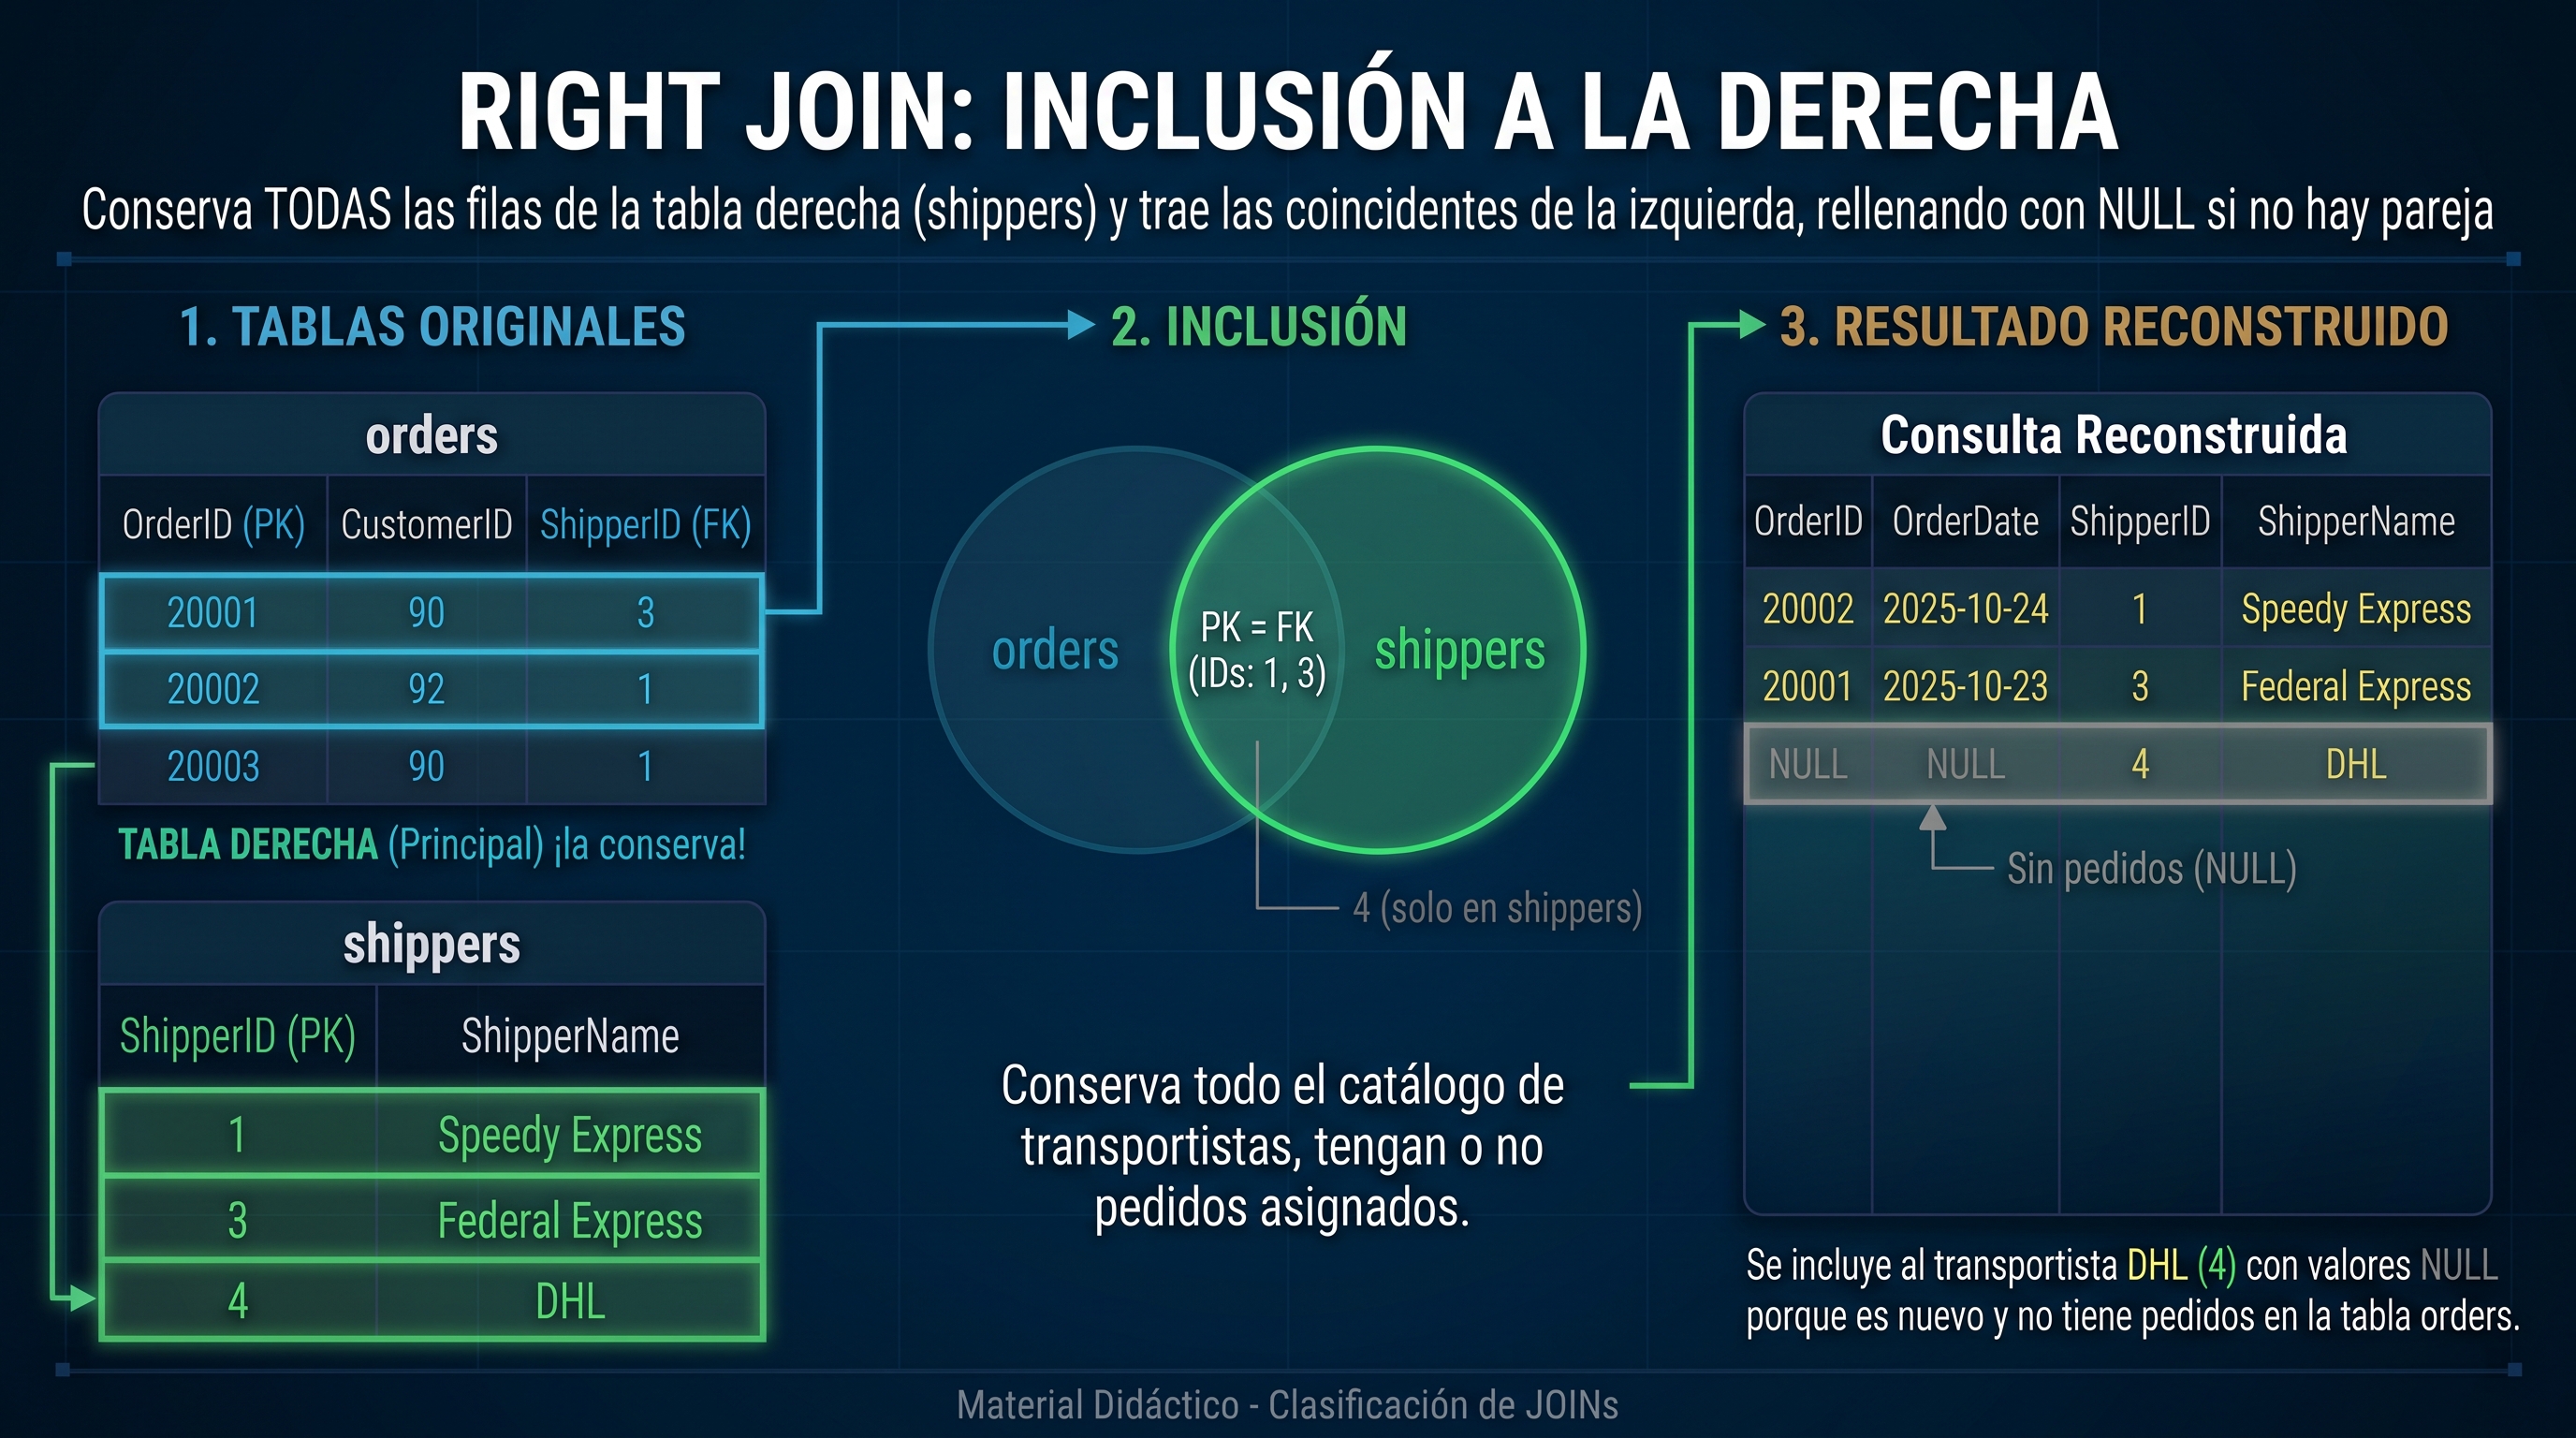 RIGHT JOIN: INCLUSIÓN A LA DERECHA
Conserva TODAS las filas de la tabla derecha (shippers) y trae las coincidentes de la izquierda, rellenando con NULL si no hay pareja
1. TABLAS ORIGINALES
orders
OrderID (PK) CustomerID ShipperID (FK)
20001 90 3
20002 92 1
20003 90 1
TABLA DERECHA (Principal) ¡la conserva!
shippers
ShipperID (PK) ShipperName
1 Speedy Express
3 Federal Express
4 DHL
2. INCLUSIÓN
orders
PK = FK
(IDs: 1, 3)
shippers
4 (solo en shippers)
Conserva todo el catálogo de
transportistas, tengan o no
pedidos asignados.
3. RESULTADO RECONSTRUIDO
Consulta Reconstruida
OrderID OrderDate ShipperID ShipperName
20002 2025-10-24 1 Speedy Express
20001 2025-10-23 3 Federal Express
NULL NULL 4 DHL
Sin pedidos (NULL)
Se incluye al transportista DHL (4) con valores NULL
porque es nuevo y no tiene pedidos en la tabla orders.
Material Didáctico - Clasificación de JOINs